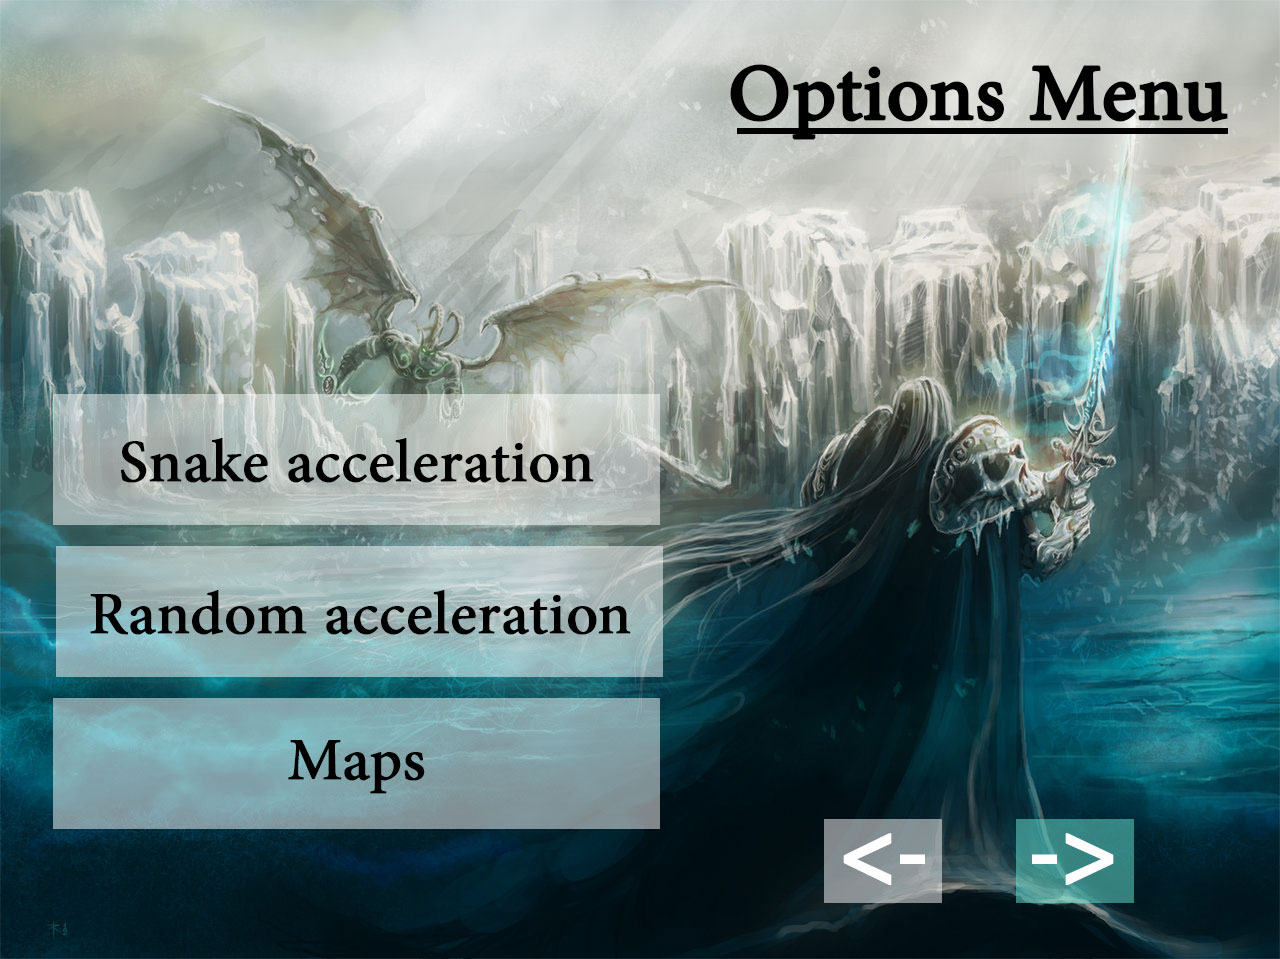 Options Menu
Snake acceleration
Random acceleration
Maps
<- ->